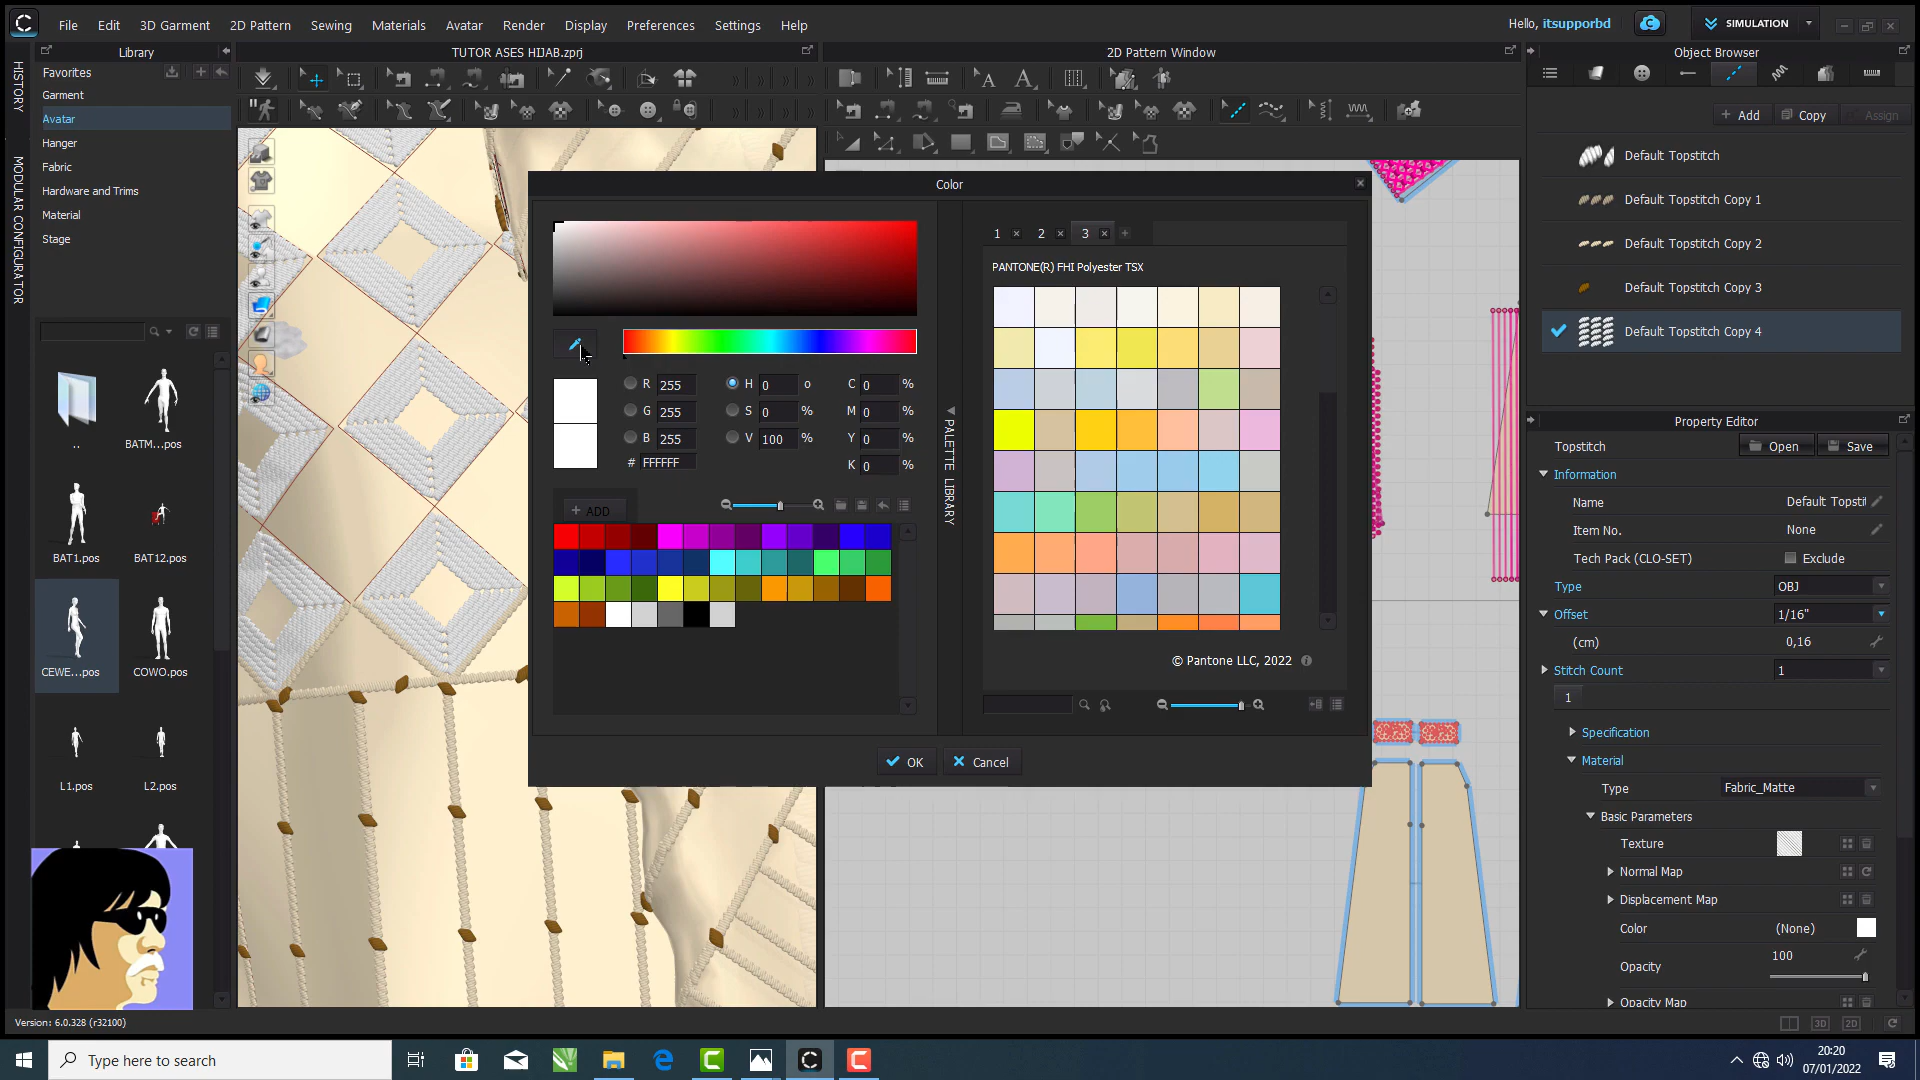 File Edit 3D Garment 2D Pattern Sewing Materials Avatar Render Display Preferences Settings Help
Hello, itsupporbd
SIMULATION
HISTORY
MODULAR CONFIGURATOR
Library
Favorites
Garment
Avatar
Hanger
Fabric
Hardware and Trims
Material
Stage
..
BATM...pos
BAT1.pos
BAT12.pos
CEWE...pos
COWO.pos
L1.pos
L2.pos
Version: 6.0.328 (r32100)
TUTOR ASES HIJAB.zprj
2D Pattern Window
Color
R 255
H 0 o
C 0 %
G 255
S 0 %
M 0 %
B 255
V 100 %
Y 0 %
# FFFFFF
K 0 %
+ ADD
PALETTE LIBRARY
1 2 3
PANTONE(R) FHI Polyester TSX
© Pantone LLC, 2022
OK
Cancel
Object Browser
+ Add
Copy
Assign
Default Topstitch
Default Topstitch Copy 1
Default Topstitch Copy 2
Default Topstitch Copy 3
Default Topstitch Copy 4
Property Editor
Topstitch
Open
Save
Information
Name Default Topstit
Item No. None
Tech Pack (CLO-SET) Exclude
Type OBJ
Offset 1/16"
(cm) 0,16
Stitch Count 1
1
Specification
Material
Type Fabric_Matte
Basic Parameters
Texture
Normal Map
Displacement Map
Color (None)
Opacity 100
Opacity Map
3D 2D
Type here to search
20:20
07/01/2022